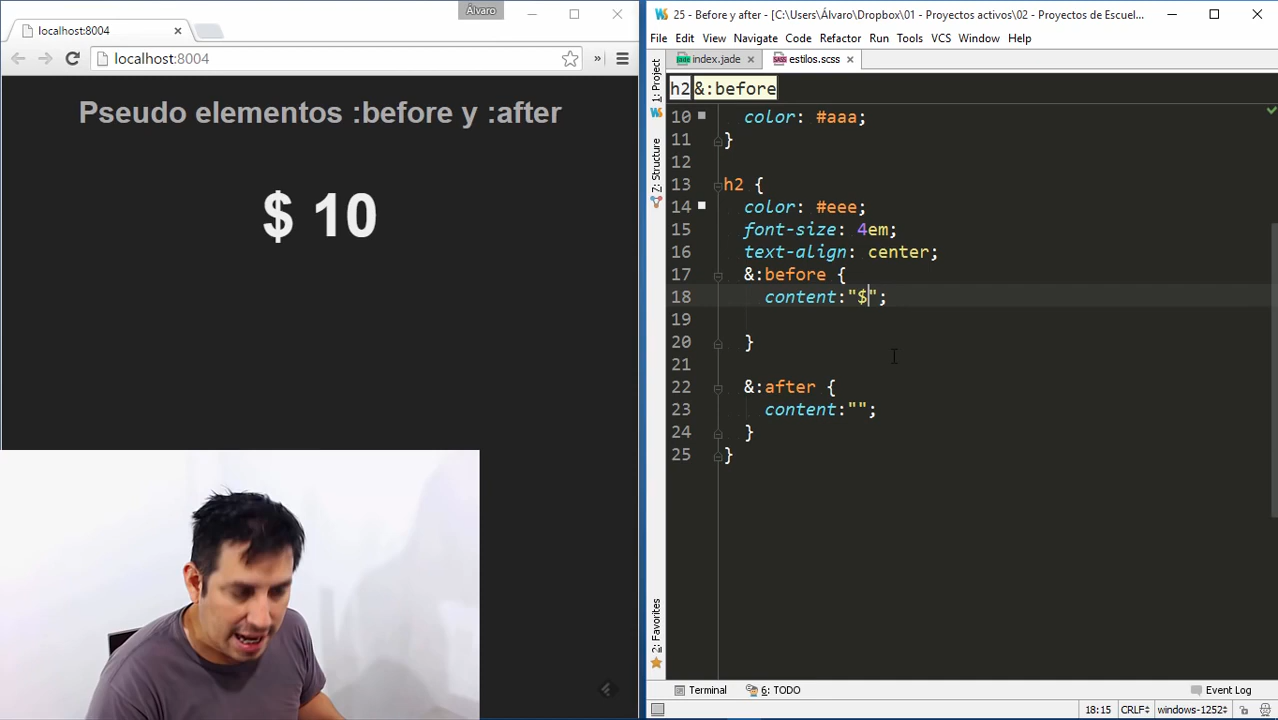 Álvaro
localhost:8004
localhost:8004
»
Pseudo elementos :before y :after
$ 10
25 - Before y after - [C:\Users\Álvaro\Dropbox\01 - Proyectos activos\02 - Proyectos de Escuel...
File Edit View Navigate Code Refactor Run Tools VCS Window Help
index.jade
SASS estilos.scss
h2 &:before
1: Project
Z: Structure
2: Favorites
10 color: #aaa;
11 }
12
13 h2 {
14 color: #eee;
15 font-size: 4em;
16 text-align: center;
17 &:before {
18 content:"$";
19
20 }
21
22 &:after {
23 content:"";
24 }
25 }
Terminal
6: TODO
Event Log
18:15 CRLF windows-1252